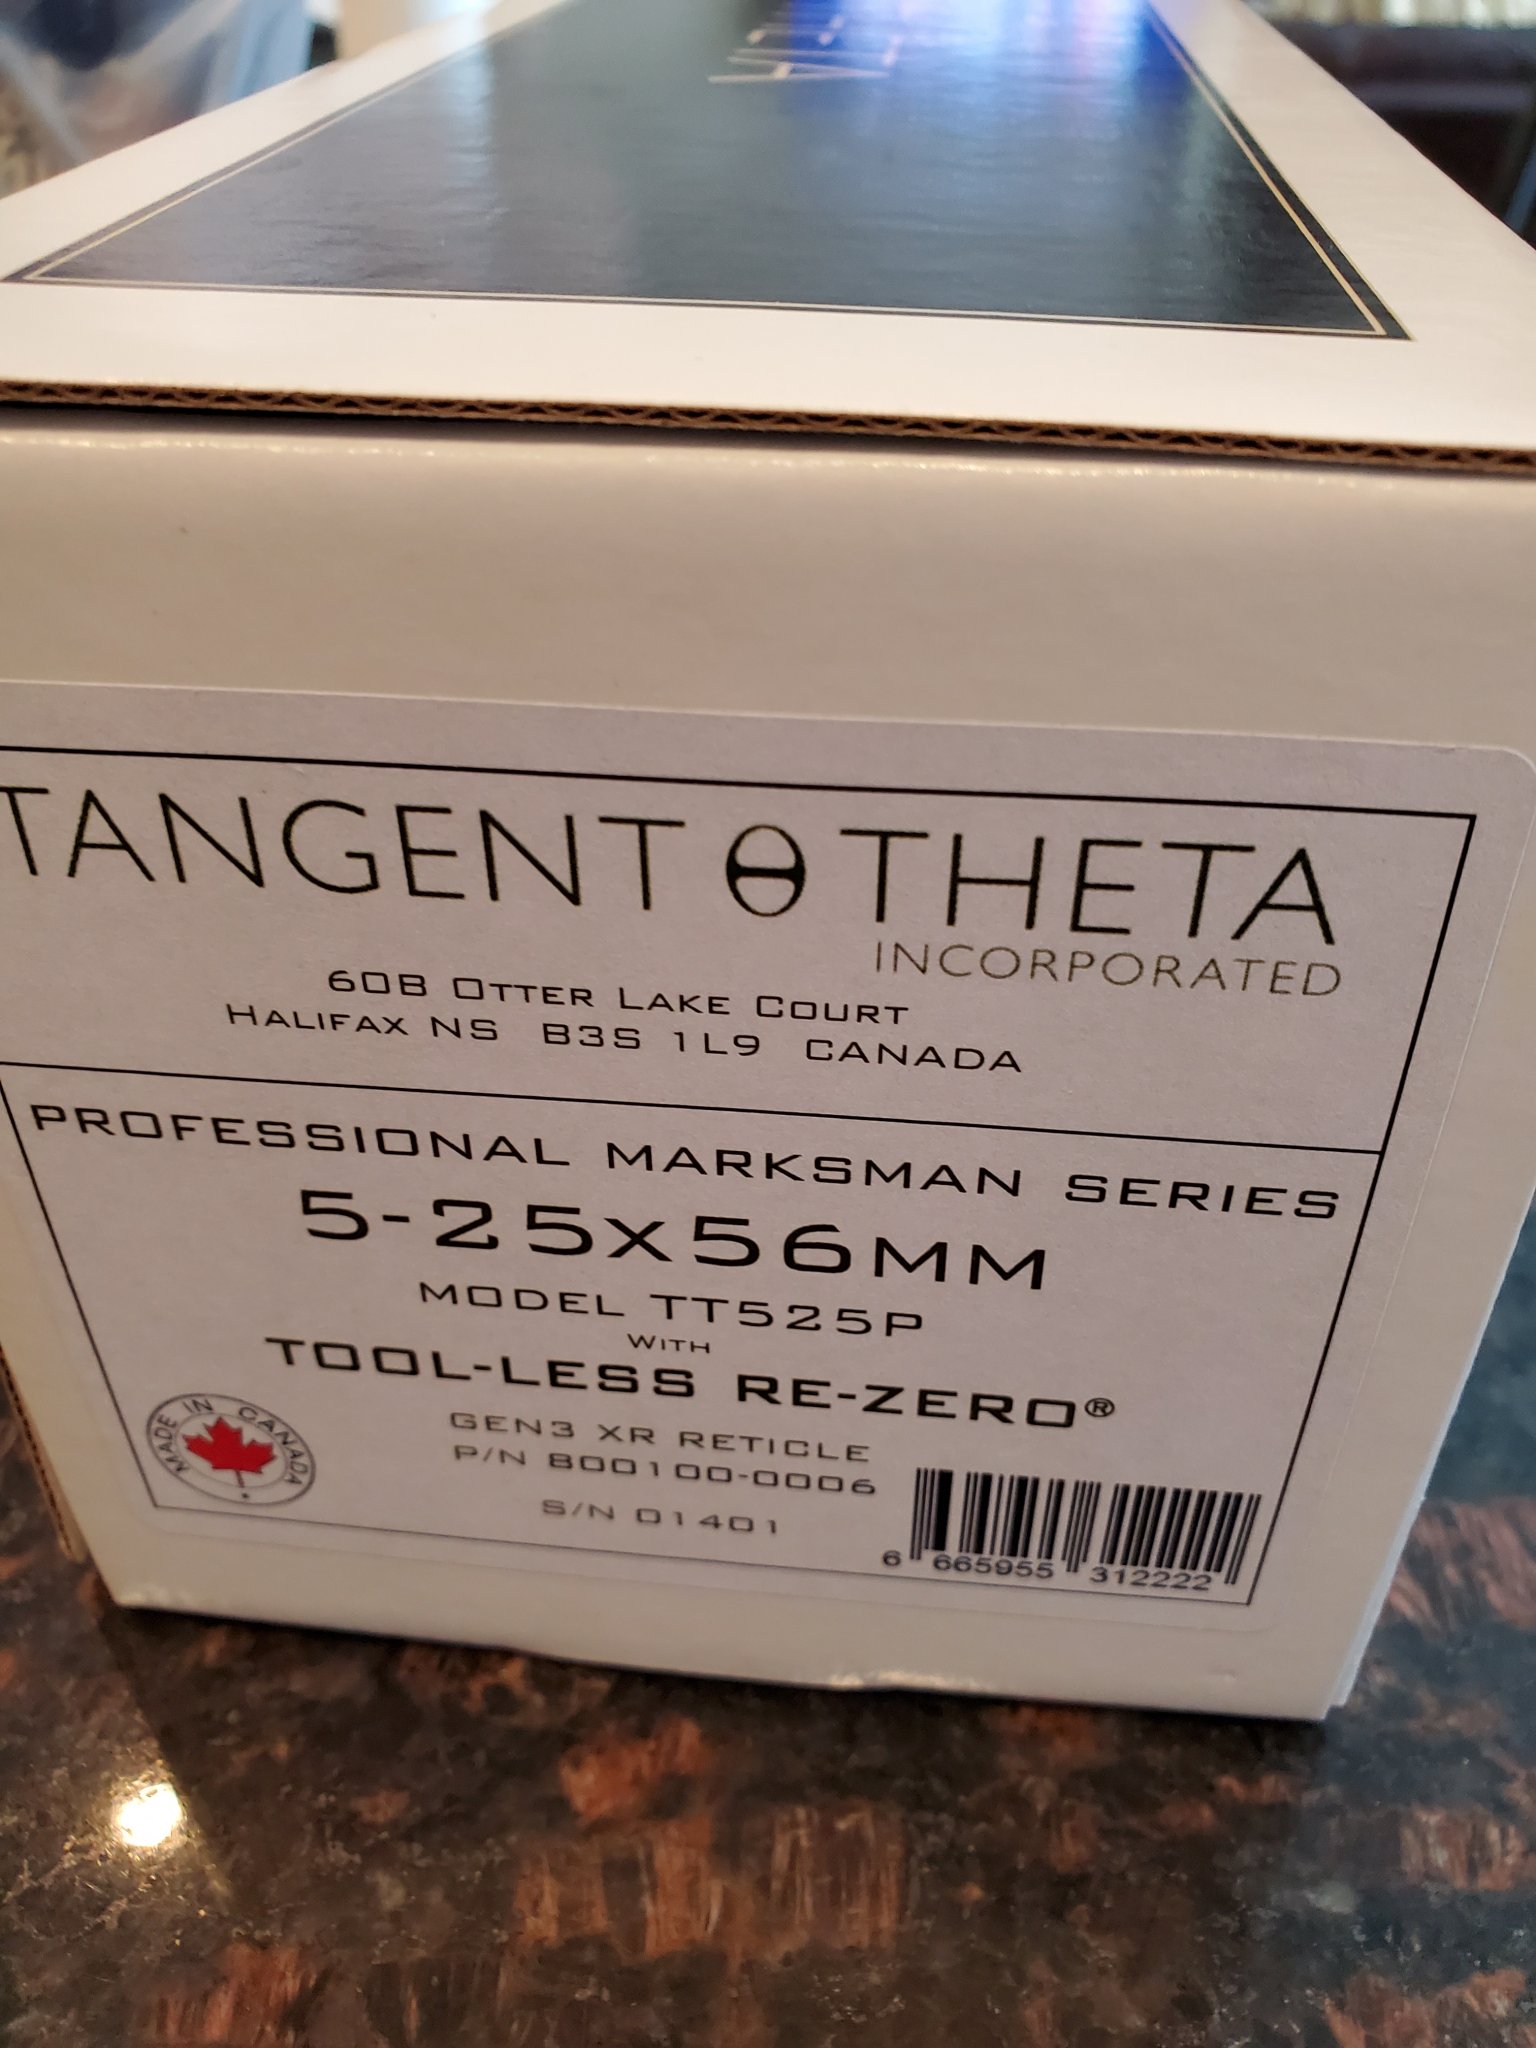 TANGENT θ THETA
INCORPORATED
60B OTTER LAKE COURT
HALIFAX NS B3S 1L9 CANADA
PROFESSIONAL MARKSMAN SERIES
5-25x56MM
MODEL TT525P
WITH
TOOL-LESS RE-ZERO®
GEN3 XR RETICLE
P/N 800100-0006
S/N 01401
MADE IN CANADA
6 665955 312222